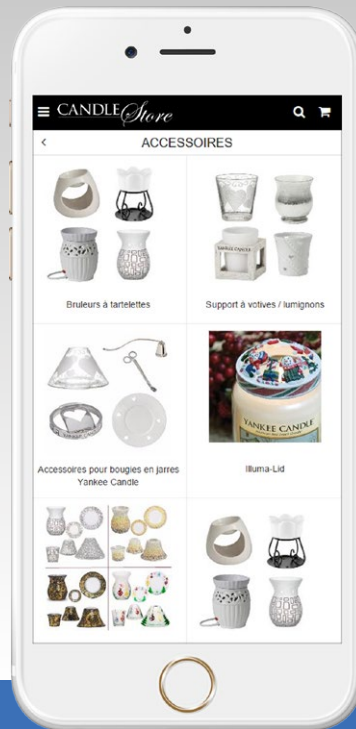 CANDLE Store
ACCESSOIRES
Bruleurs à tartelettes
Support à votives / lumignons
YANKEE CANDLE
Accessoires pour bougies en jarres
Yankee Candle
Illuma-Lid